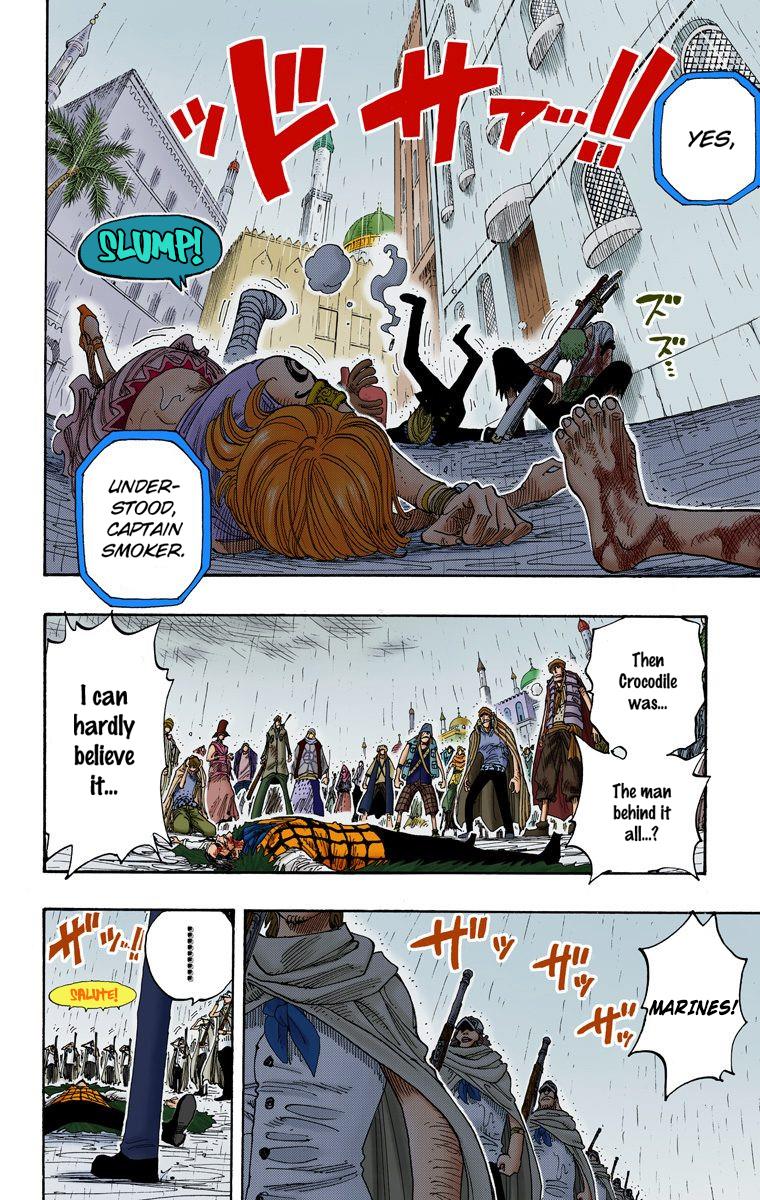 YES,
ドサァ…!!
ッ
SLUMP!
ズズ…
UNDER-
STOOD,
CAPTAIN
SMOKER.
Then
Crocodile
was...
The man
behind it
all...?
I can
hardly
believe
it...
MARINES!
ザッ
ザッ
ザッ
ザッ…!!
SALUTE!
.........